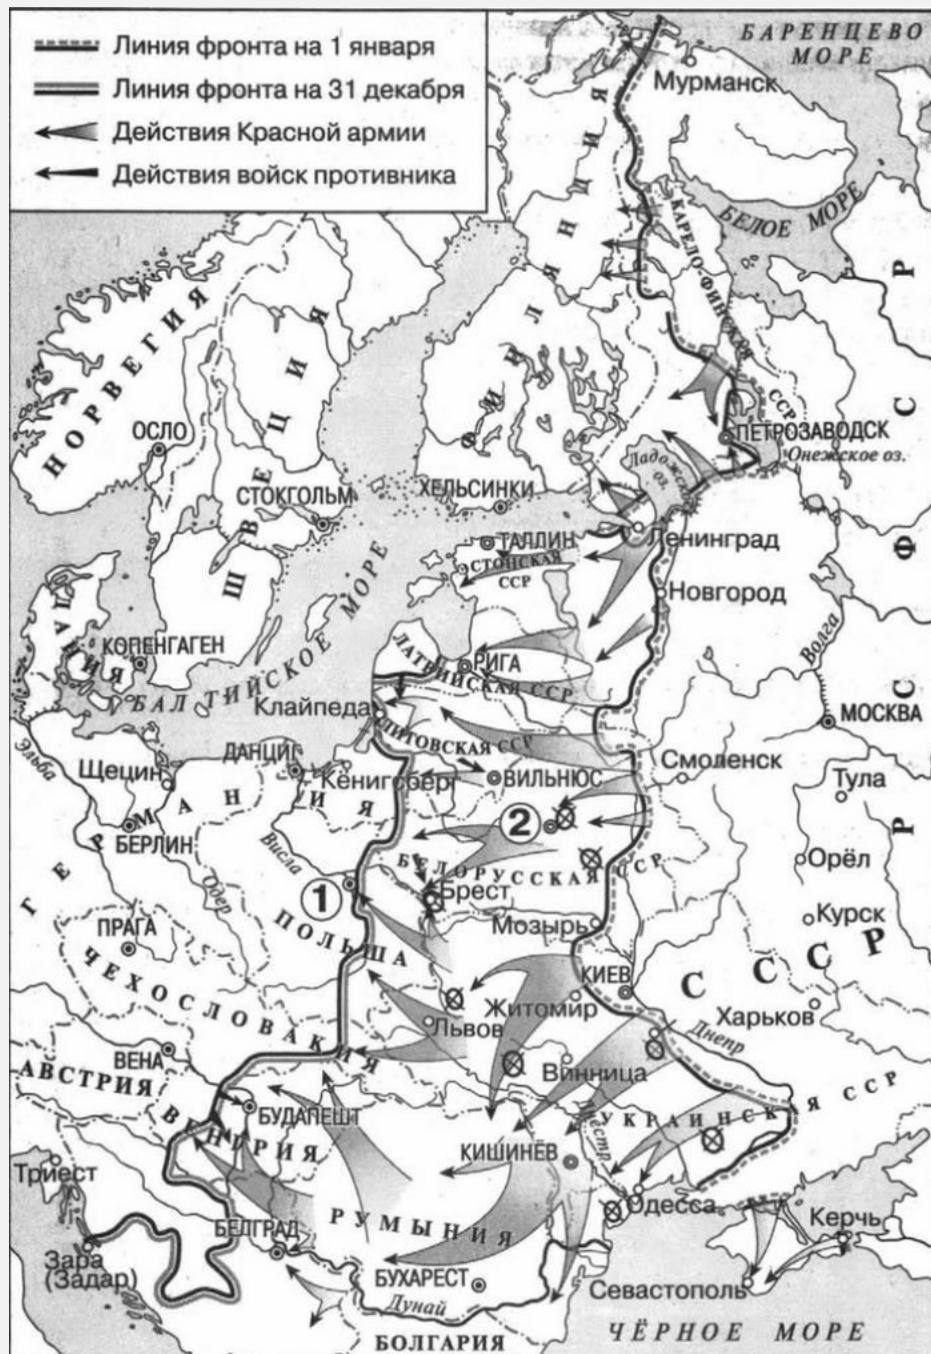 Линия фронта на 1 января
Линия фронта на 31 декабря
Действия Красной армии
Действия войск противника
БАРЕНЦЕВО
МОРЕ
Мурманск
БЕЛОЕ МОРЕ
КАРЕЛО-ФИНСКАЯ
ССР
НОРВЕГИЯ
ШВЕЦИЯ
ФИНЛЯНДИЯ
Р С Ф С Р
ПЕТРОЗАВОДСК
Онежское оз.
Ладожское
оз.
ОСЛО
СТОКГОЛЬМ
ХЕЛЬСИНКИ
ТАЛЛИН
ЭСТОНСКАЯ
ССР
Ленинград
Новгород
ДАНИЯ
КОПЕНГАГЕН
БАЛТИЙСКОЕ МОРЕ
РИГА
ЛАТВИЙСКАЯ ССР
Волга
МОСКВА
Клайпеда
ЛИТОВСКАЯ ССР
Эльба
Щецин
ДАНЦИГ
Кёнигсберг
ВИЛЬНЮС
Смоленск
Тула
ГЕРМАНИЯ
БЕРЛИН
Висла
Одер
2
БЕЛОРУССКАЯ ССР
Орёл
1
Брест
ПОЛЬША
Мозырь
Курск
ПРАГА
ЧЕХОСЛОВАКИЯ
КИЕВ
СССР
Житомир
Львов
Харьков
Днепр
ВЕНА
АВСТРИЯ
Винница
БУДАПЕШТ
ВЕНГРИЯ
УКРАИНСКАЯ ССР
Днестр
КИШИНЁВ
Триест
Одесса
РУМЫНИЯ
БЕЛГРАД
Керчь
Зара
(Задар)
БУХАРЕСТ
Севастополь
Дунай
БОЛГАРИЯ
ЧЁРНОЕ МОРЕ